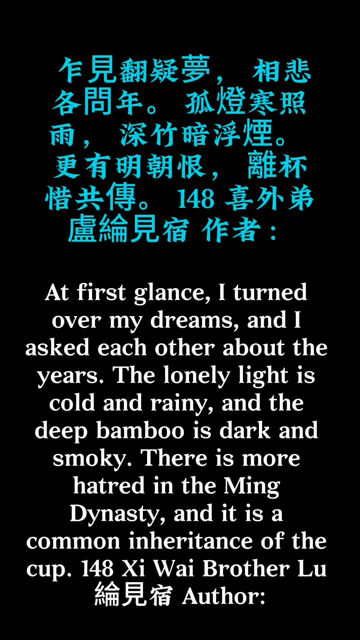 乍見翻疑夢， 相悲
各問年。 孤燈寒照
雨， 深竹暗浮煙。
更有明朝恨， 離杯
惜共傳。 148 喜外弟
盧綸見宿 作者：
At first glance, I turned
over my dreams, and I
asked each other about the
years. The lonely light is
cold and rainy, and the
deep bamboo is dark and
smoky. There is more
hatred in the Ming
Dynasty, and it is a
common inheritance of the
cup. 148 Xi Wai Brother Lu
綸見宿 Author: